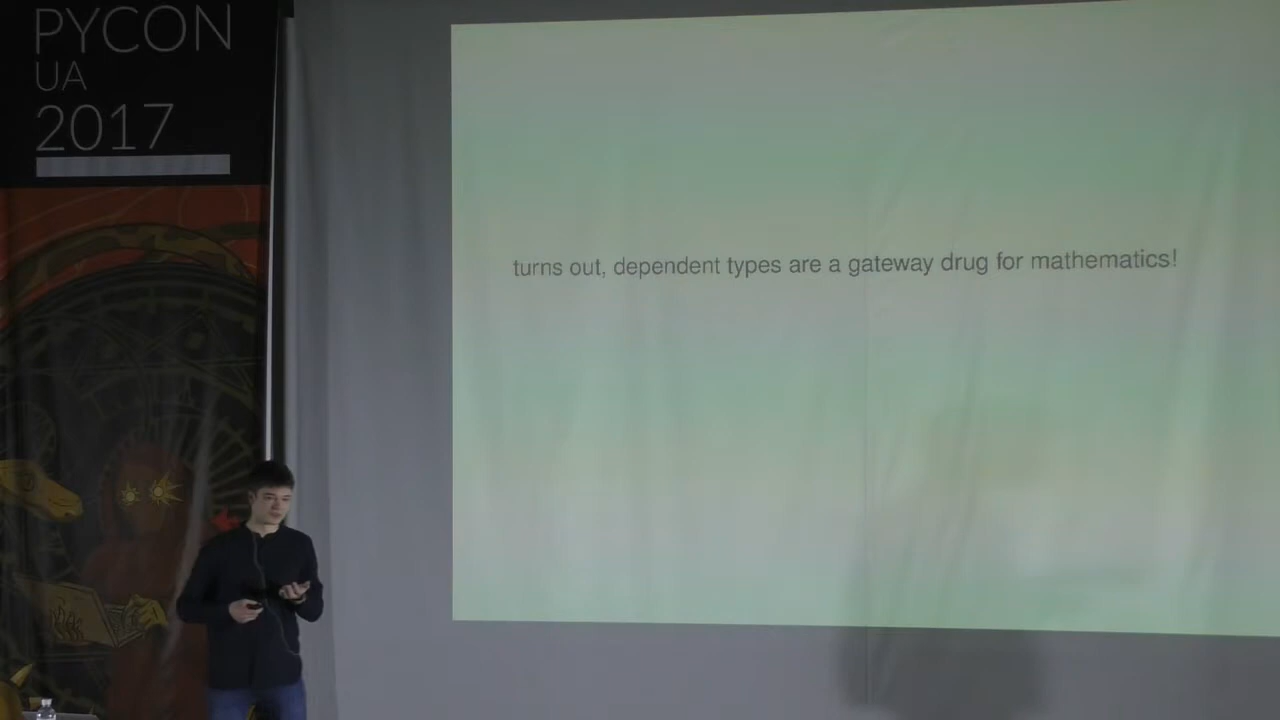 PYCON
UA
2017
turns out, dependent types are a gateway drug for mathematics!